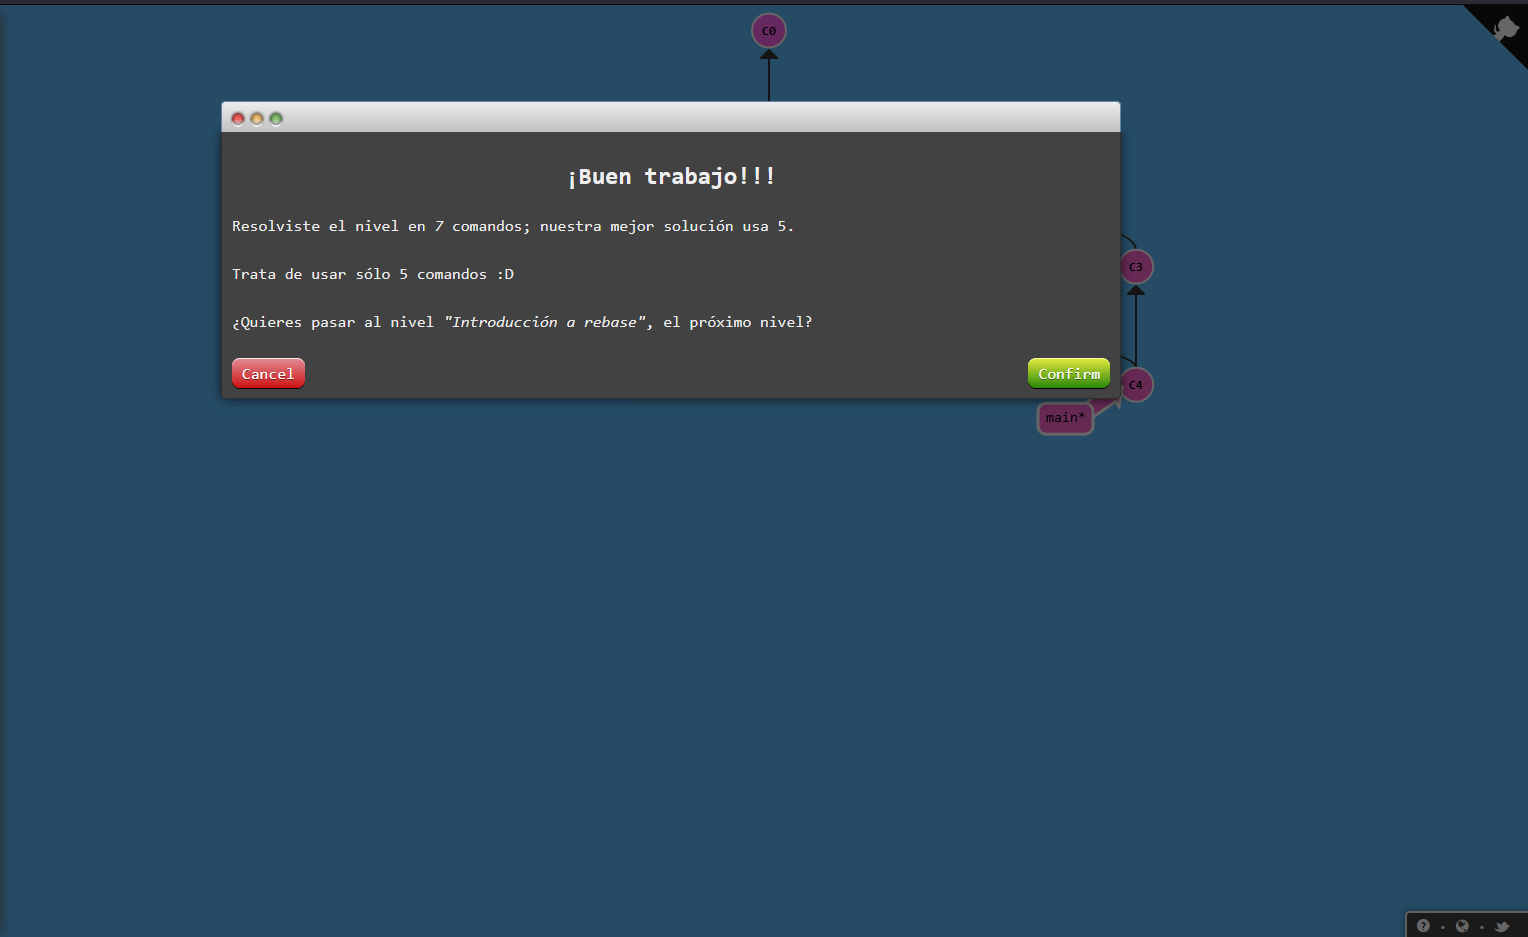 C0
¡Buen trabajo!!!
Resolviste el nivel en 7 comandos; nuestra mejor solución usa 5.
Trata de usar sólo 5 comandos :D
¿Quieres pasar al nivel "Introducción a rebase", el próximo nivel?
Cancel
Confirm
C3
C4
main*